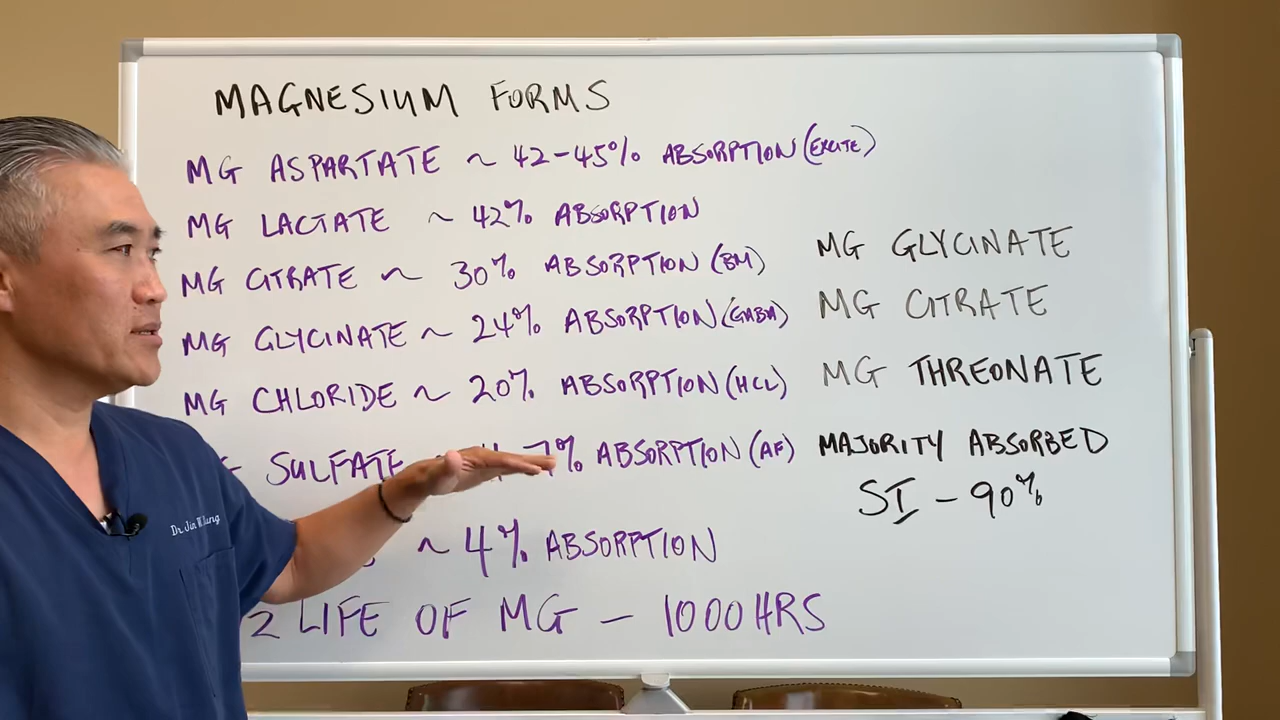 MAGNESIUM FORMS
MG ASPARTATE ~ 42-45% ABSORPTION (EXCITE)
MG LACTATE ~ 42% ABSORPTION
MG CITRATE ~ 30% ABSORPTION (BM)
MG GLYCINATE ~ 24% ABSORPTION (GABA)
MG CHLORIDE ~ 20% ABSORPTION (HCL)
SULFATE 7% ABSORPTION (AF)
~ 4% ABSORPTION
2 LIFE OF MG - 1000 HRS
MG GLYCINATE
MG CITRATE
MG THREONATE
MAJORITY ABSORBED
SI - 90%
Dr.